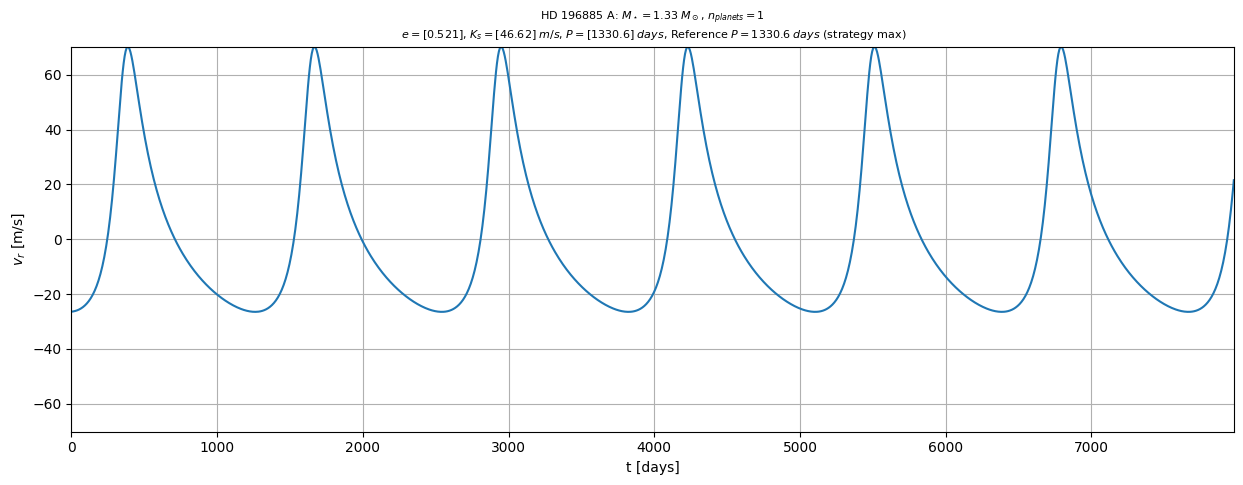 HD 196885 A: $M_\star = 1.33\ M_\odot$, $n_{planets} = 1$
$e = [0.521]$, $K_s = [46.62]\ m/s$, $P = [1330.6]\ days$, Reference $P = 1330.6\ days$ (strategy max)
60
40
20
0
−20
−40
−60
$v_r$ [m/s]
0 1000 2000 3000 4000 5000 6000 7000
t [days]